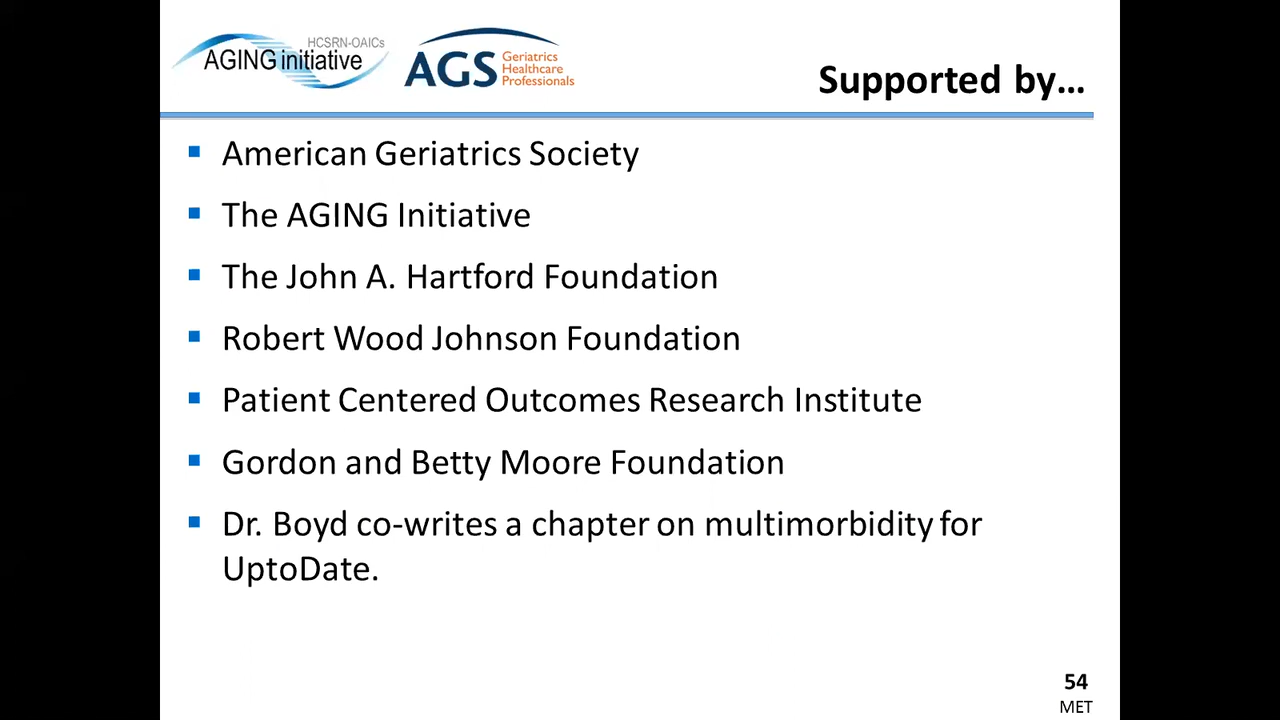 HCSRN-OAICs
AGING initiative
AGS
Geriatrics
Healthcare
Professionals
Supported by...
▪ American Geriatrics Society
▪ The AGING Initiative
▪ The John A. Hartford Foundation
▪ Robert Wood Johnson Foundation
▪ Patient Centered Outcomes Research Institute
▪ Gordon and Betty Moore Foundation
▪ Dr. Boyd co-writes a chapter on multimorbidity for
UptoDate.
54
MET